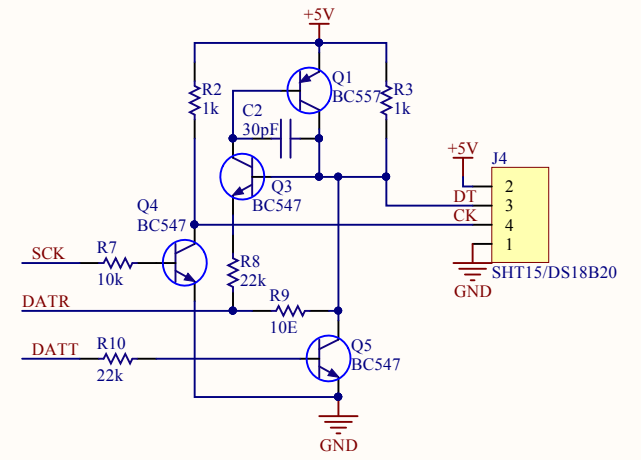 +5V
Q1
BC557
R2
1k
R3
1k
C2
30pF
+5V
J4
Q3
BC547
2
DT
3
Q4
BC547
CK
4
1
SCK
R7
10k
R8
22k
SHT15/DS18B20
GND
DATR
R9
10E
DATT
R10
22k
Q5
BC547
GND